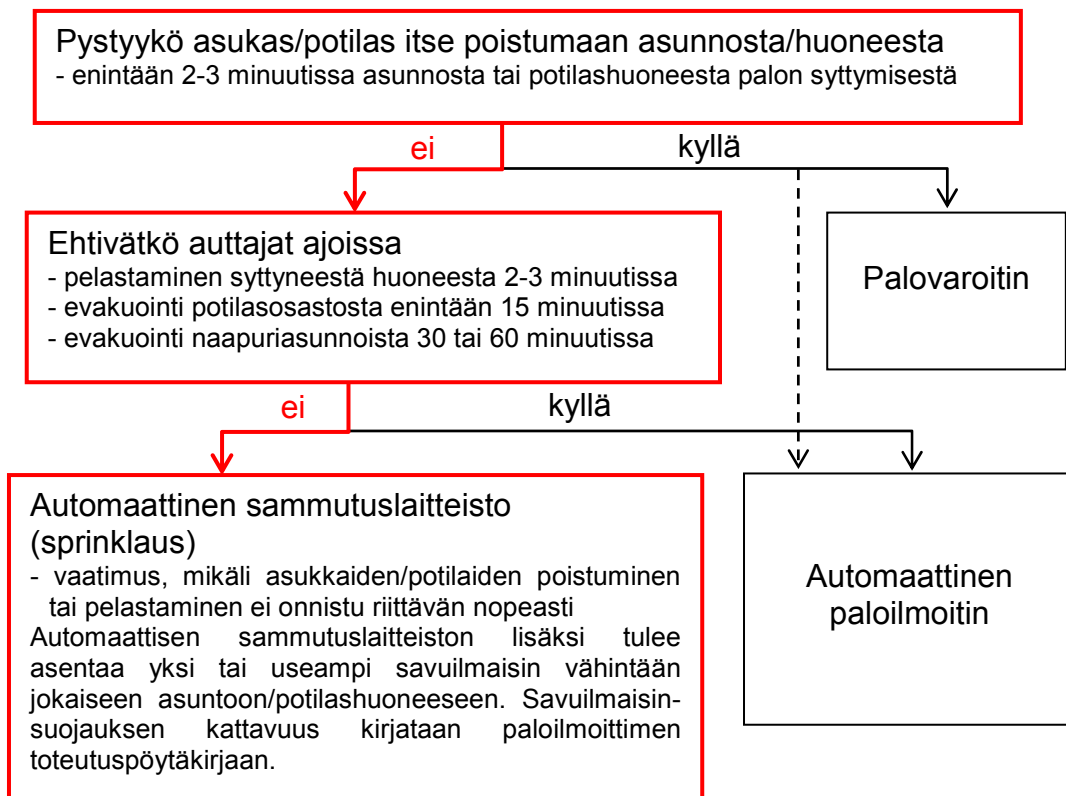 Pystyykö asukas/potilas itse poistumaan asunnosta/huoneesta
- enintään 2-3 minuutissa asunnosta tai potilashuoneesta palon syttymisestä
ei
kyllä
Ehtivätkö auttajat ajoissa
- pelastaminen syttyneestä huoneesta 2-3 minuutissa
- evakuointi potilasosastosta enintään 15 minuutissa
- evakuointi naapuriasunnoista 30 tai 60 minuutissa
Palovaroitin
ei
kyllä
Automaattinen sammutuslaitteisto
(sprinklaus)
- vaatimus, mikäli asukkaiden/potilaiden poistuminen
tai pelastaminen ei onnistu riittävän nopeasti
Automaattisen sammutuslaitteiston lisäksi tulee
asentaa yksi tai useampi savuilmaisin vähintään
jokaiseen asuntoon/potilashuoneeseen. Savuilmaisin-
suojauksen kattavuus kirjataan paloilmoittimen
toteutuspöytäkirjaan.
Automaattinen
paloilmoitin